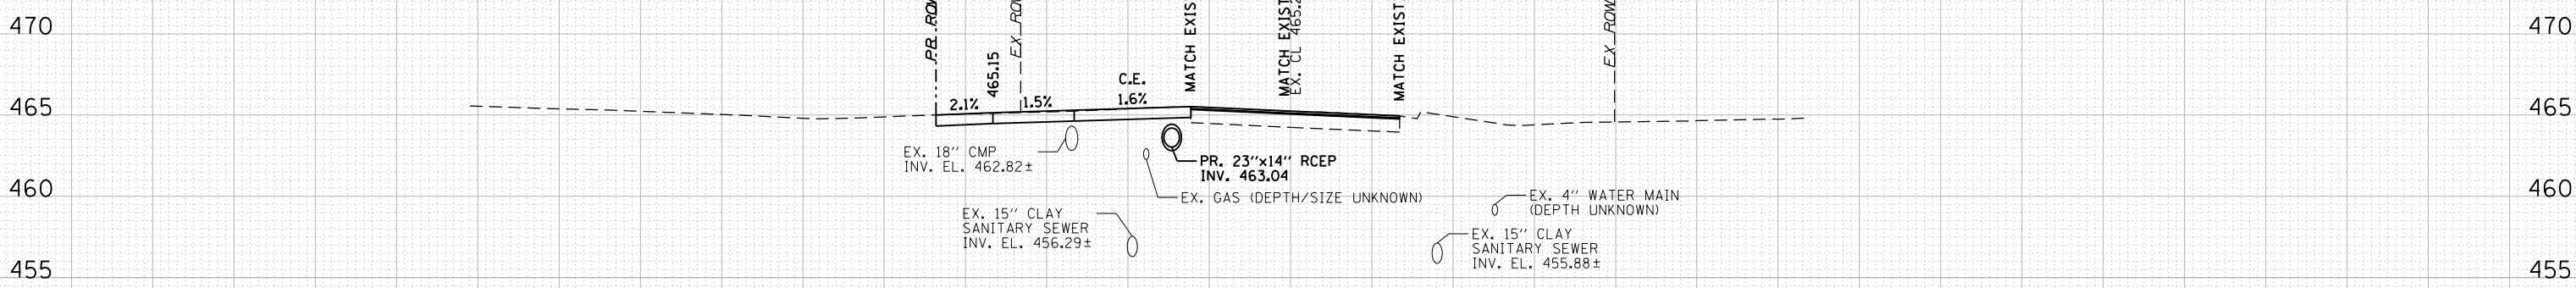 470
PR ROW
EX ROW
MATCH EXIS
MATCH EXIST
EX. CL 465.2
MATCH EXIST
EX ROW
470
465
2.1%
465.15
1.5%
C.E.
1.6%
465
EX. 18" CMP
INV. EL. 462.82±
PR. 23"x14" RCEP
INV. 463.04
460
EX. GAS (DEPTH/SIZE UNKNOWN)
EX. 4" WATER MAIN
(DEPTH UNKNOWN)
460
EX. 15" CLAY
SANITARY SEWER
INV. EL. 456.29±
EX. 15" CLAY
SANITARY SEWER
INV. EL. 455.88±
455
455